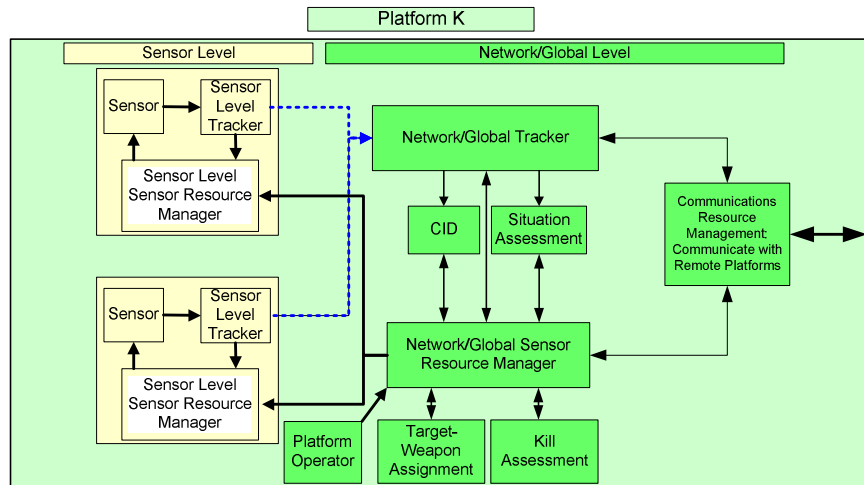 Platform K
Sensor Level
Network/Global Level
Sensor
Sensor
Level
Tracker
Sensor Level
Sensor Resource
Manager
Network/Global Tracker
CID
Situation
Assessment
Communications
Resource
Management;
Communicate with
Remote Platforms
Sensor
Sensor
Level
Tracker
Sensor Level
Sensor Resource
Manager
Network/Global Sensor
Resource Manager
Platform
Operator
Target-
Weapon
Assignment
Kill
Assessment